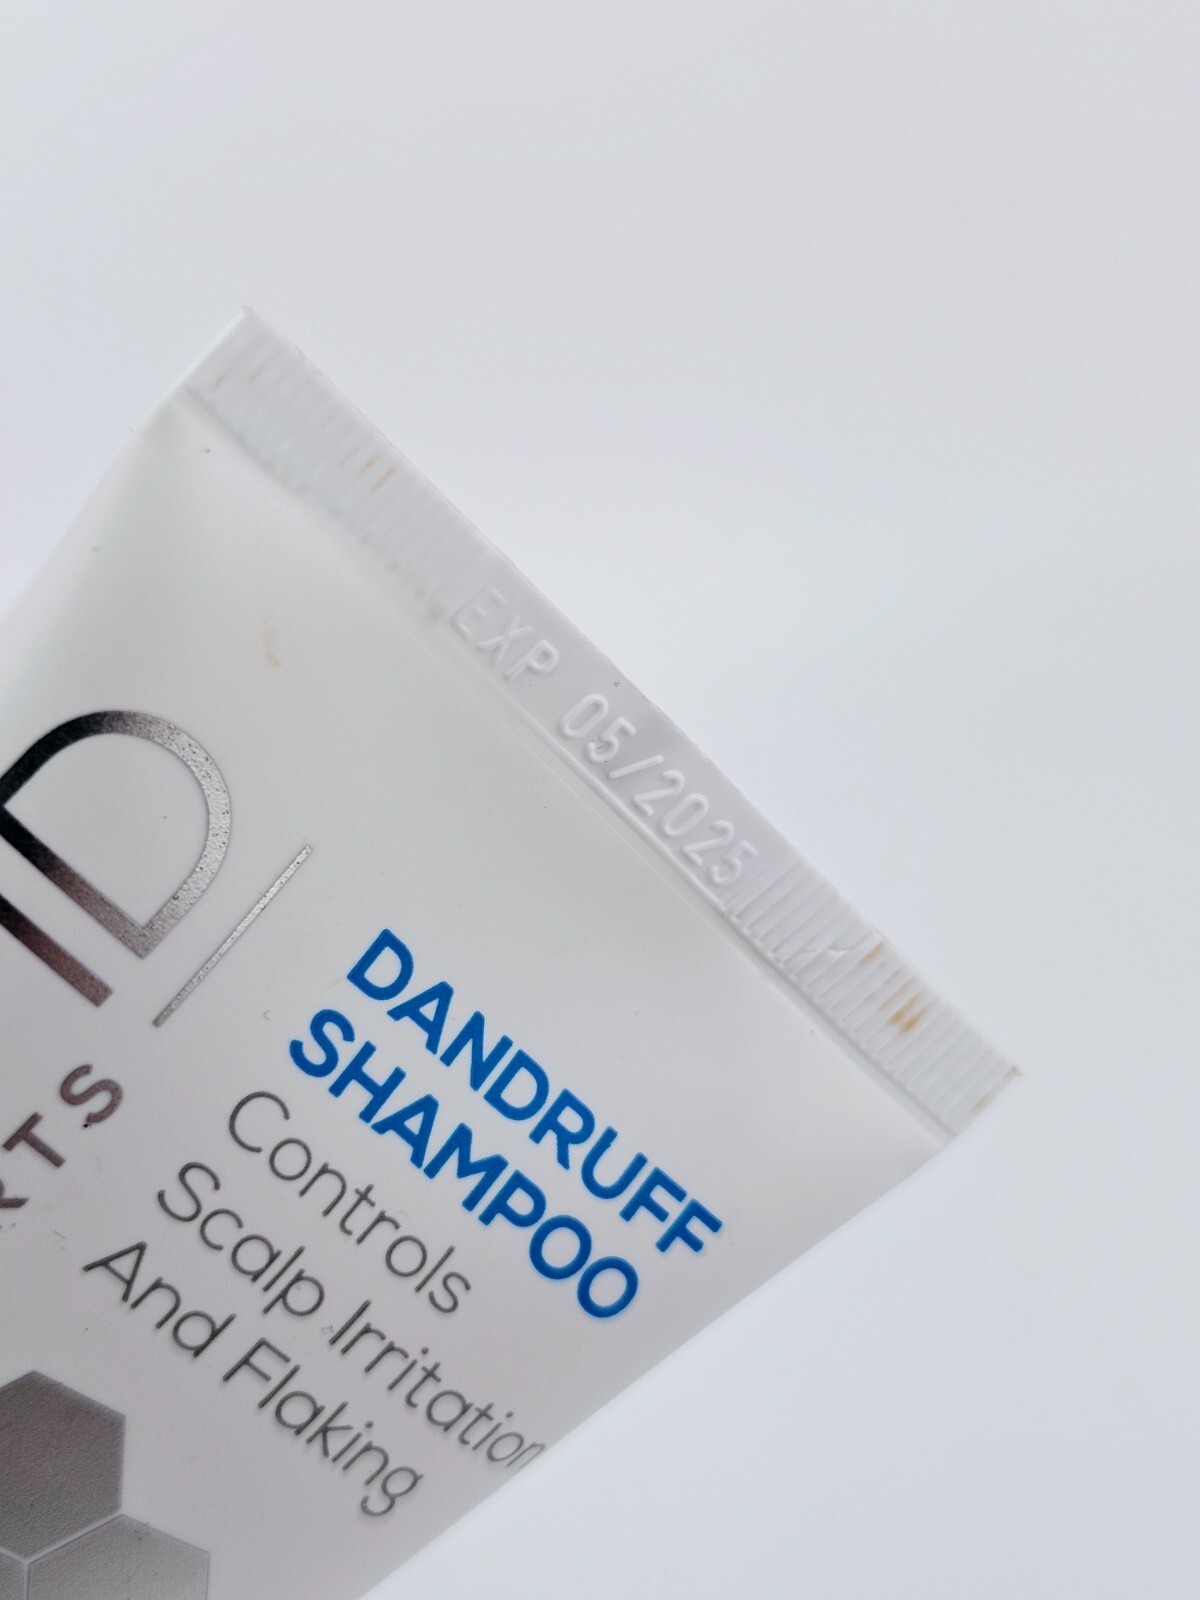 EXP 05/2025
DANDRUFF
SHAMPOO
Controls
Scalp Irritation
And Flaking